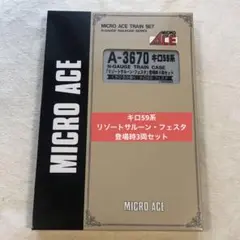 MICRO ACE TRAIN SET
MICRO
ACE
A-3670 キロ59系
N-GAUGE TRAIN CASE
「リゾートサルーン・フェスタ」登場時3両セット
キロ59系
リゾートサルーン・フェスタ
登場時3両セット
MICRO ACE
MICRO ACE